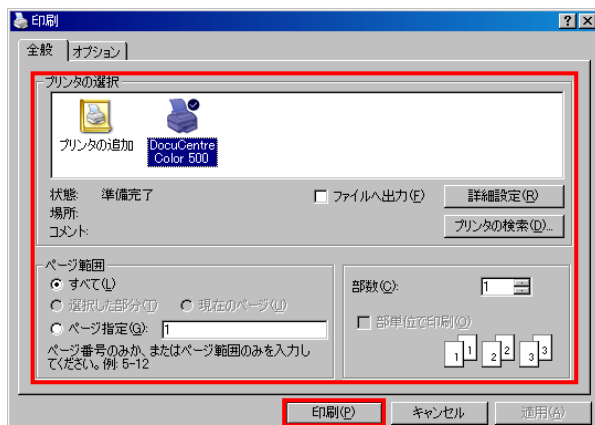 印刷
全般 オプション
プリンタの選択
プリンタの追加
DocuCentre
Color 500
状態: 準備完了
場所:
コメント:
ファイルへ出力(F)
詳細設定(R)
プリンタの検索(D)...
ページ範囲
すべて(L)
選択した部分(T) 現在のページ(U)
ページ指定(G): 1
ページ番号のみか、またはページ範囲のみを入力し
てください。例: 5-12
部数(C): 1
部単位で印刷(O)
1 1 2 2 3 3
印刷(P) キャンセル 適用(A)